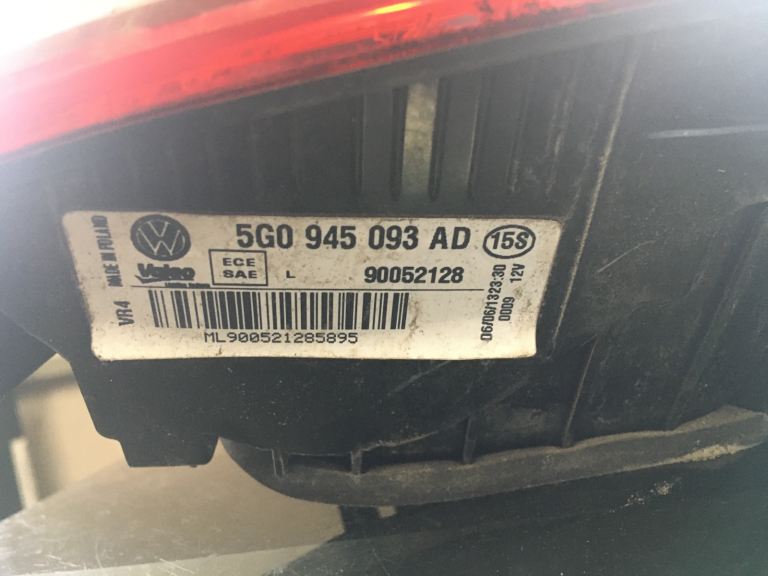 MADE IN POLAND
VR4
5G0 945 093 AD 15S
Valeo
ECE
SAE
L
90052128
ML900521285895
06/06/1323:30
0009 12V